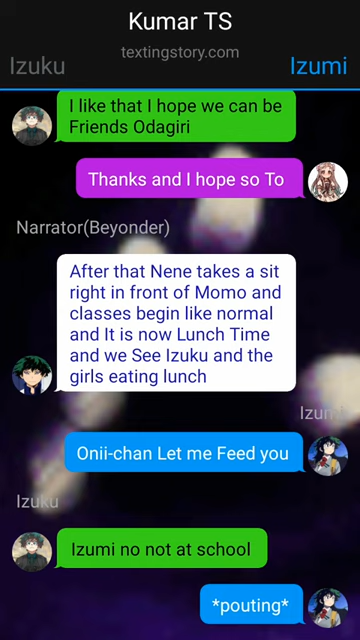 Kumar TS
textingstory.com
Izuku
Izumi
I like that I hope we can be
Friends Odagiri
Thanks and I hope so To
Narrator(Beyonder)
After that Nene takes a sit
right in front of Momo and
classes begin like normal
and It is now Lunch Time
and we See Izuku and the
girls eating lunch
Izumi
Onii-chan Let me Feed you
Izuku
Izumi no not at school
*pouting*